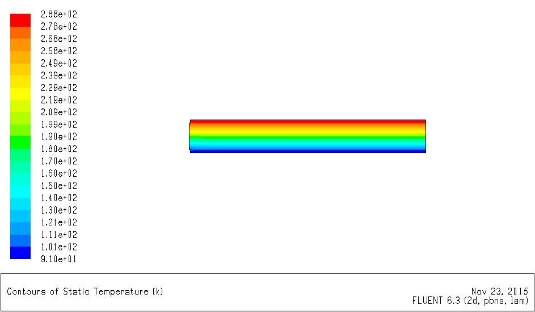 2.88e+02
2.78e+02
2.68e+02
2.58e+02
2.49e+02
2.39e+02
2.29e+02
2.19e+02
2.09e+02
1.99e+02
1.90e+02
1.80e+02
1.70e+02
1.60e+02
1.50e+02
1.40e+02
1.30e+02
1.21e+02
1.11e+02
1.01e+02
9.10e+01
Contours of Static Temperature (k)
Nov 23, 2015
FLUENT 6.3 (2d, pbns, lam)